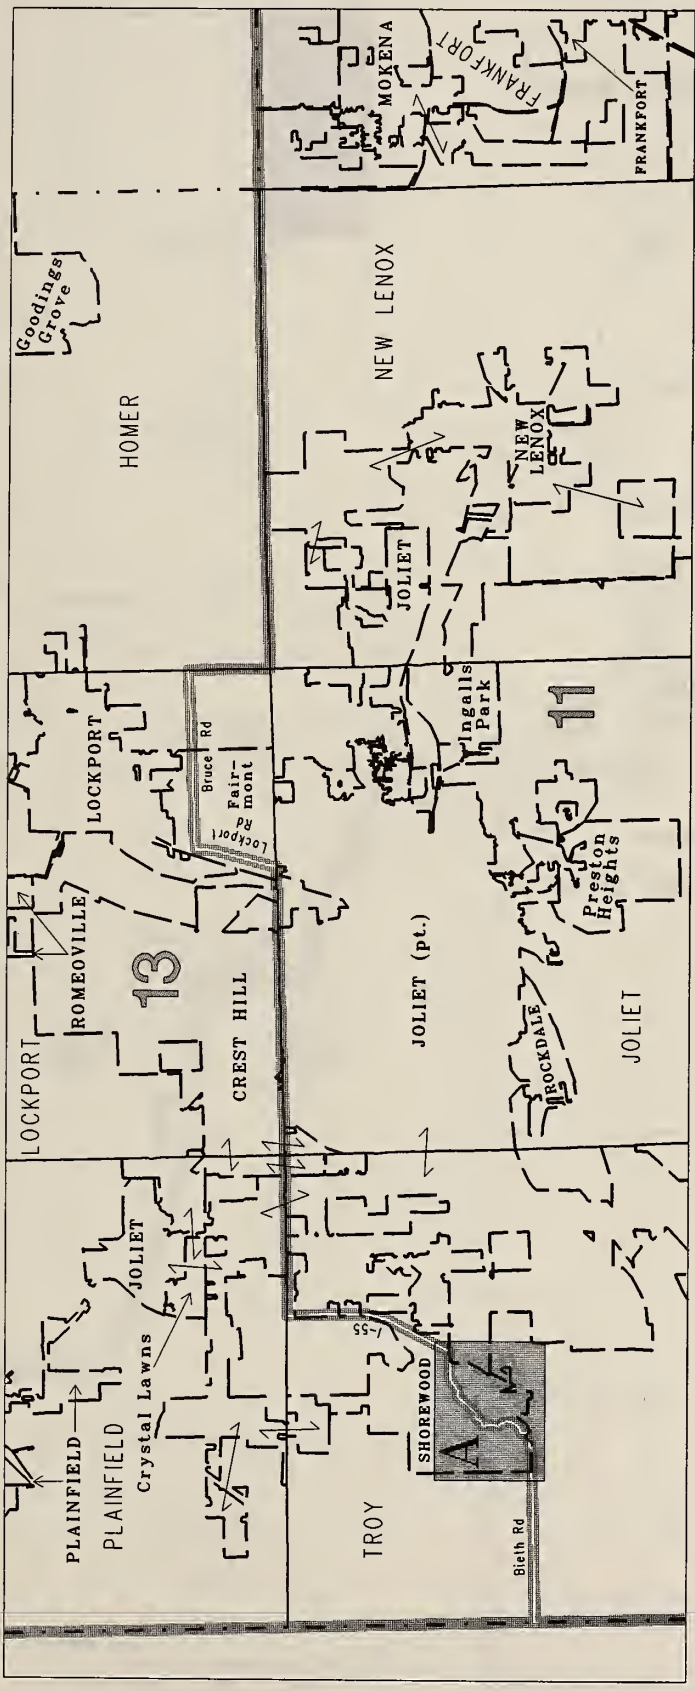 PLAINFIELD
PLAINFIELD
Crystal Lawns
JOLIET
LOCKPORT
ROMEOVILLE
13
CREST HILL
LOCKPORT
Bruce Rd
Fair-
mont
Lockport
Rd
HOMER
Goodings
Grove
TROY
SHOREWOOD
A
Bieth Rd
I-55
JOLIET (pt.)
ROCKDALE
JOLIET
Preston
Heights
Ingalls
Park
11
JOLIET
NEW LENOX
NEW
LENOX
MOKENA
FRANKFORT
FRANKFORT